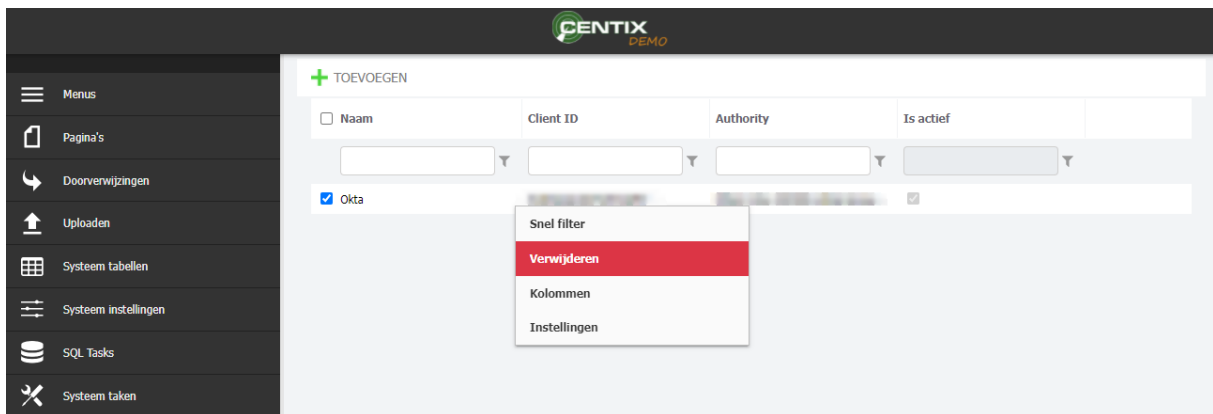 CENTIX
DEMO
TOEVOEGEN
Menus
Pagina's
Doorverwijzingen
Uploaden
Systeem tabellen
Systeem instellingen
SQL Tasks
Systeem taken
Naam Client ID Authority Is actief
Okta
Snel filter
Verwijderen
Kolommen
Instellingen